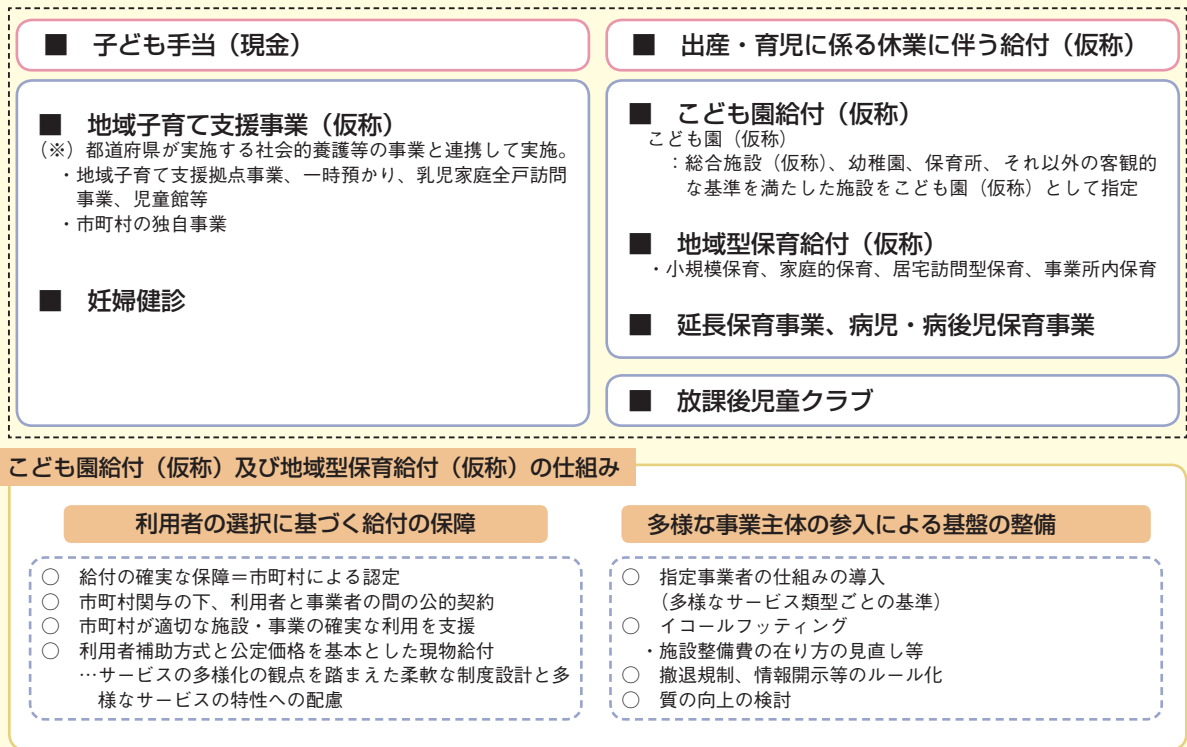 ■ 子ども手当（現金）
■ 地域子育て支援事業（仮称）
（※）都道府県が実施する社会的養護等の事業と連携して実施。
・地域子育て支援拠点事業、一時預かり、乳児家庭全戸訪問
事業、児童館等
・市町村の独自事業
■ 妊婦健診
■ 出産・育児に係る休業に伴う給付（仮称）
■ こども園給付（仮称）
こども園（仮称）
：総合施設（仮称）、幼稚園、保育所、それ以外の客観的
な基準を満たした施設をこども園（仮称）として指定
■ 地域型保育給付（仮称）
・小規模保育、家庭的保育、居宅訪問型保育、事業所内保育
■ 延長保育事業、病児・病後児保育事業
■ 放課後児童クラブ
こども園給付（仮称）及び地域型保育給付（仮称）の仕組み
利用者の選択に基づく給付の保障
○ 給付の確実な保障＝市町村による認定
○ 市町村関与の下、利用者と事業者の間の公的契約
○ 市町村が適切な施設・事業の確実な利用を支援
○ 利用者補助方式と公定価格を基本とした現物給付
…サービスの多様化の観点を踏まえた柔軟な制度設計と多
様なサービスの特性への配慮
多様な事業主体の参入による基盤の整備
○ 指定事業者の仕組みの導入
（多様なサービス類型ごとの基準）
○ イコールフッティング
・施設整備費の在り方の見直し等
○ 撤退規制、情報開示等のルール化
○ 質の向上の検討